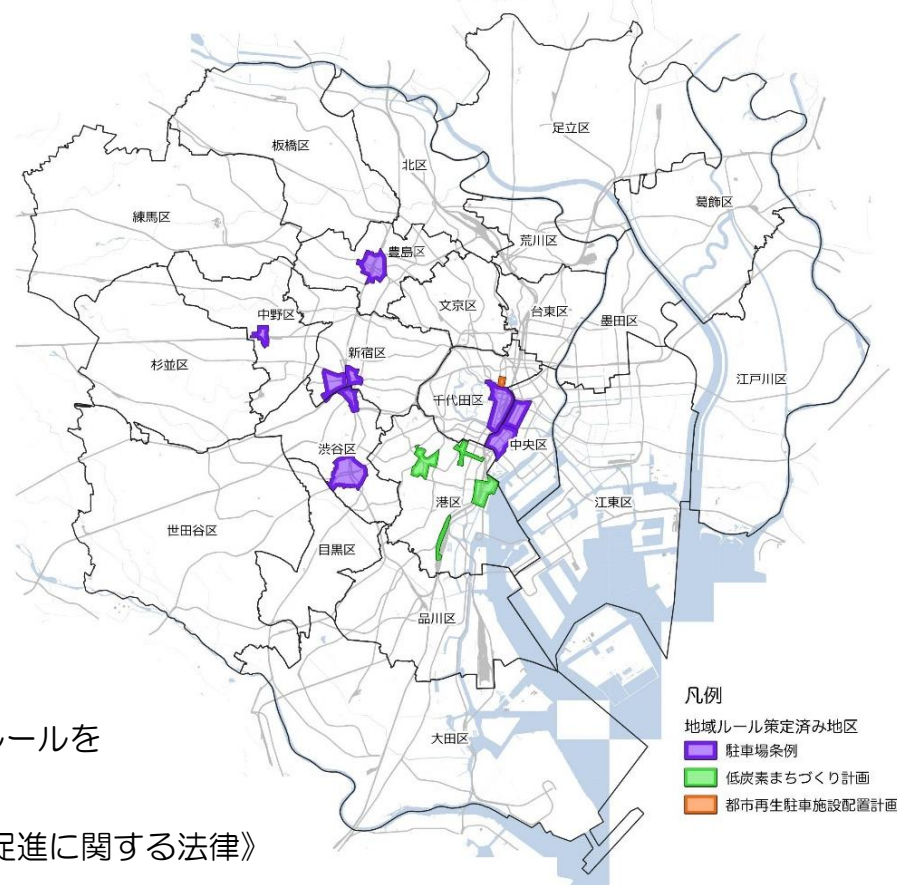 足立区
板橋区
北区
葛飾区
練馬区
荒川区
豊島区
文京区
台東区
中野区
墨田区
新宿区
杉並区
江戸川区
千代田区
中央区
渋谷区
港区
江東区
世田谷区
目黒区
品川区
大田区
凡例
地域ルール策定済み地区
駐車場条例
低炭素まちづくり計画
都市再生駐車施設配置計画
ルールを
促進に関する法律》